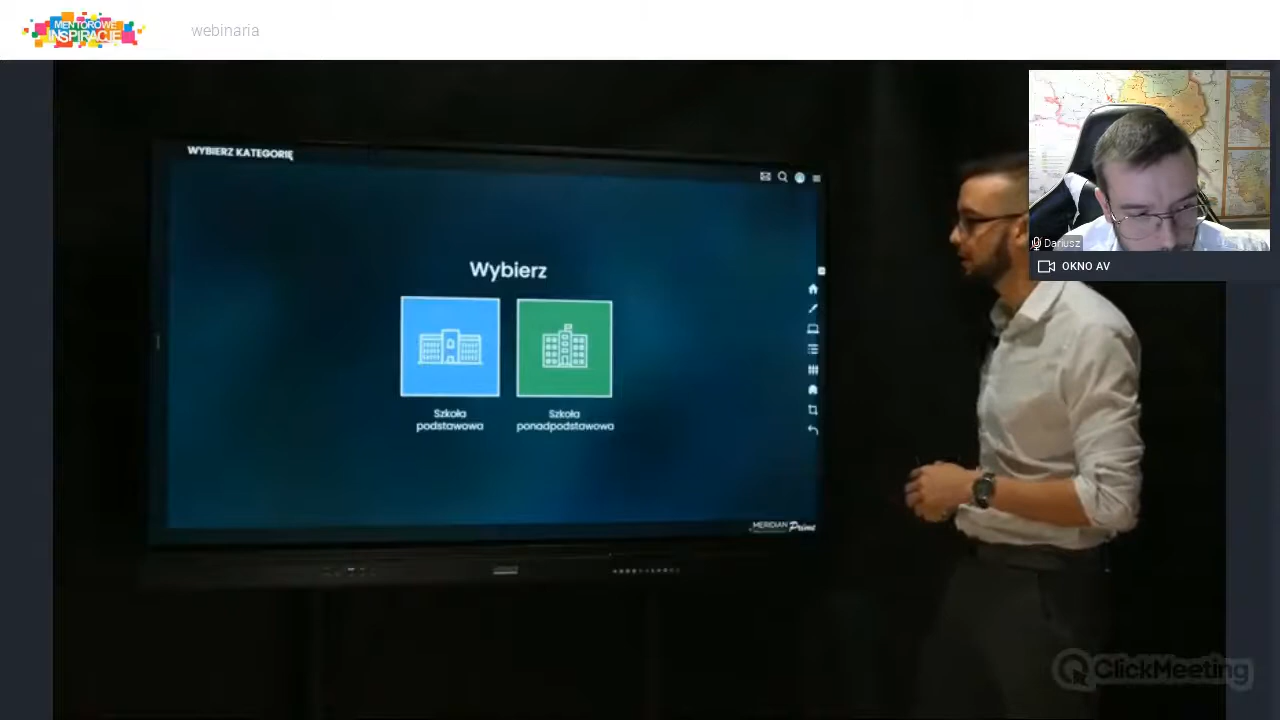 MENTOROWE
INSPIRACJE
webinaria
WYBIERZ KATEGORIĘ
Wybierz
Szkoła
podstawowa
Szkoła
ponadpodstawowa
MERIDIAN Prime
Dariusz
OKNO AV
ClickMeeting